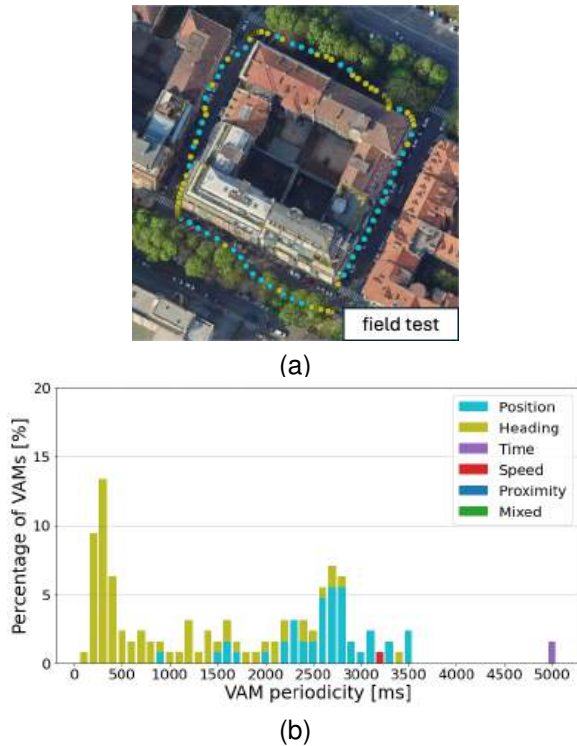 field test
(a)
20
15
10
5
0
Percentage of VAMs [%]
Position
Heading
Time
Speed
Proximity
Mixed
0 500 1000 1500 2000 2500 3000 3500 4000 4500 5000
VAM periodicity [ms]
(b)